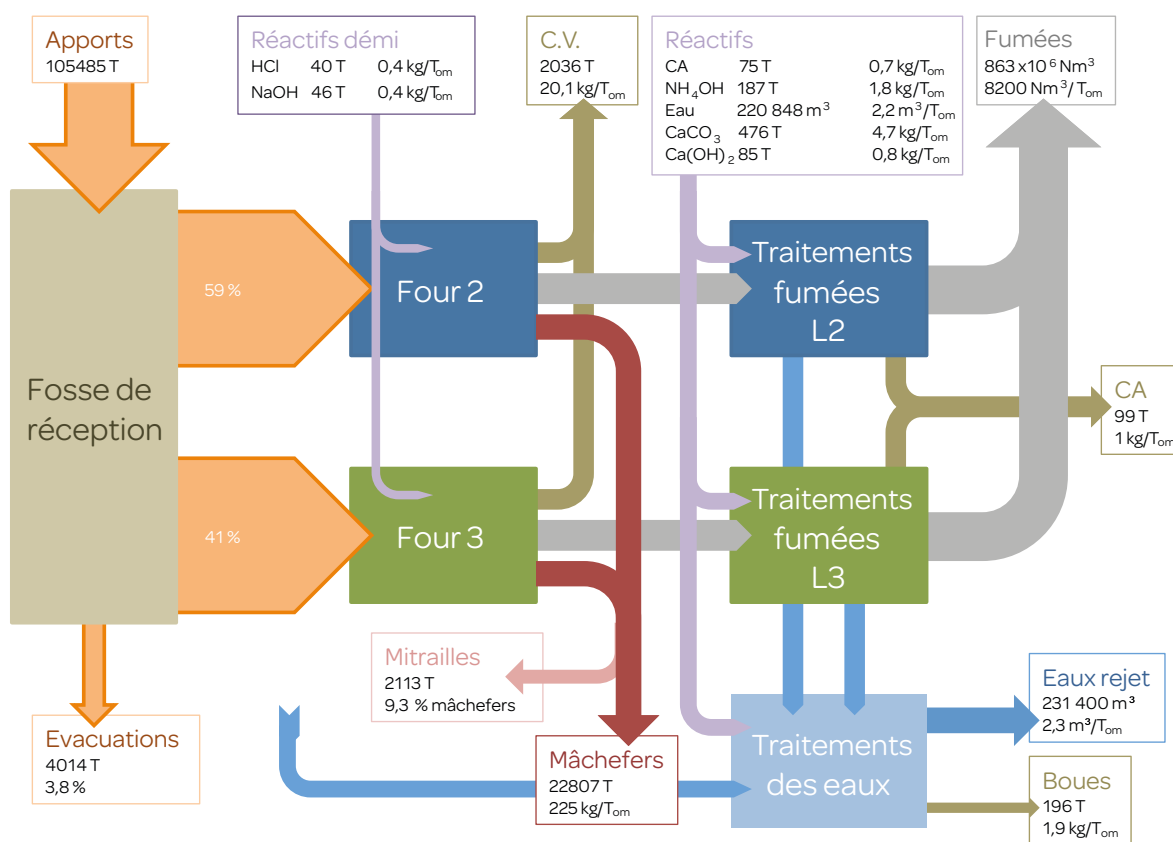 Apports
105485 T
Réactifs démi
HCl 40 T 0,4 kg/Tom
NaOH 46 T 0,4 kg/Tom
C.V.
2036 T
20,1 kg/Tom
Réactifs
CA 75 T 0,7 kg/Tom
NH4OH 187 T 1,8 kg/Tom
Eau 220 848 m³ 2,2 m³/Tom
CaCO3 476 T 4,7 kg/Tom
Ca(OH)2 85 T 0,8 kg/Tom
Fumées
863 x10⁶ Nm³
8200 Nm³/Tom
Fosse de
réception
59 %
Four 2
Traitements
fumées
L2
CA
99 T
1 kg/Tom
41 %
Four 3
Traitements
fumées
L3
Mitrailles
2113 T
9,3 % mâchefers
Evacuations
4014 T
3,8 %
Mâchefers
22807 T
225 kg/Tom
Traitements
des eaux
Eaux rejet
231 400 m³
2,3 m³/Tom
Boues
196 T
1,9 kg/Tom